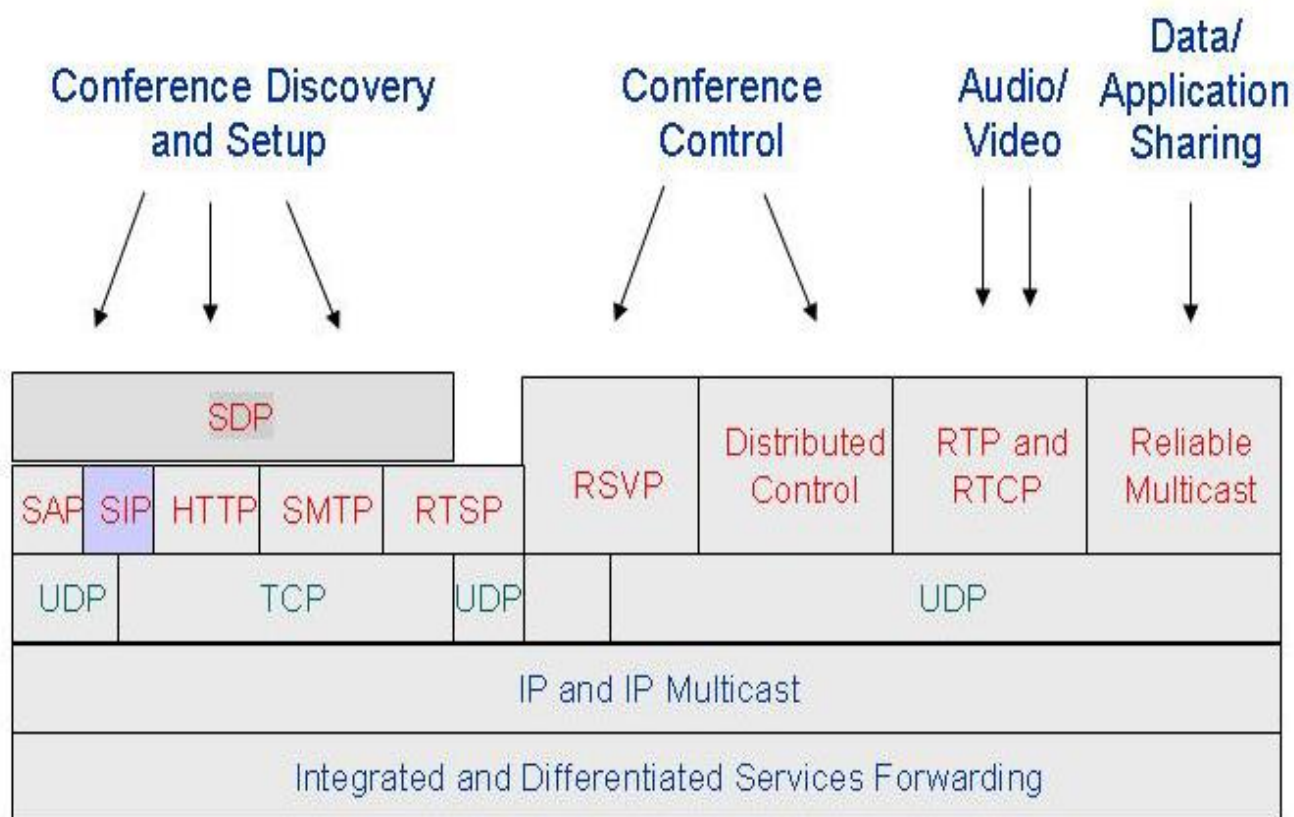 Conference Discovery
and Setup
Conference
Control
Audio/
Video
Data/
Application
Sharing
SDP
SAP
SIP
HTTP
SMTP
RTSP
RSVP
Distributed
Control
RTP and
RTCP
Reliable
Multicast
UDP
TCP
UDP
UDP
IP and IP Multicast
Integrated and Differentiated Services Forwarding